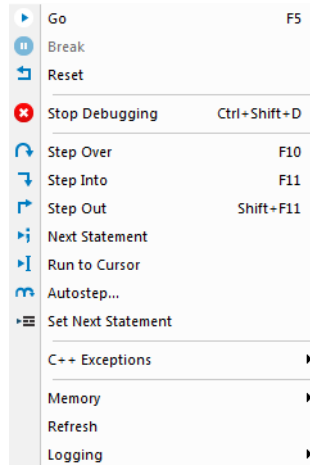 Go F5
Break
Reset
Stop Debugging Ctrl+Shift+D
Step Over F10
Step Into F11
Step Out Shift+F11
Next Statement
Run to Cursor
Autostep...
Set Next Statement
C++ Exceptions
Memory
Refresh
Logging